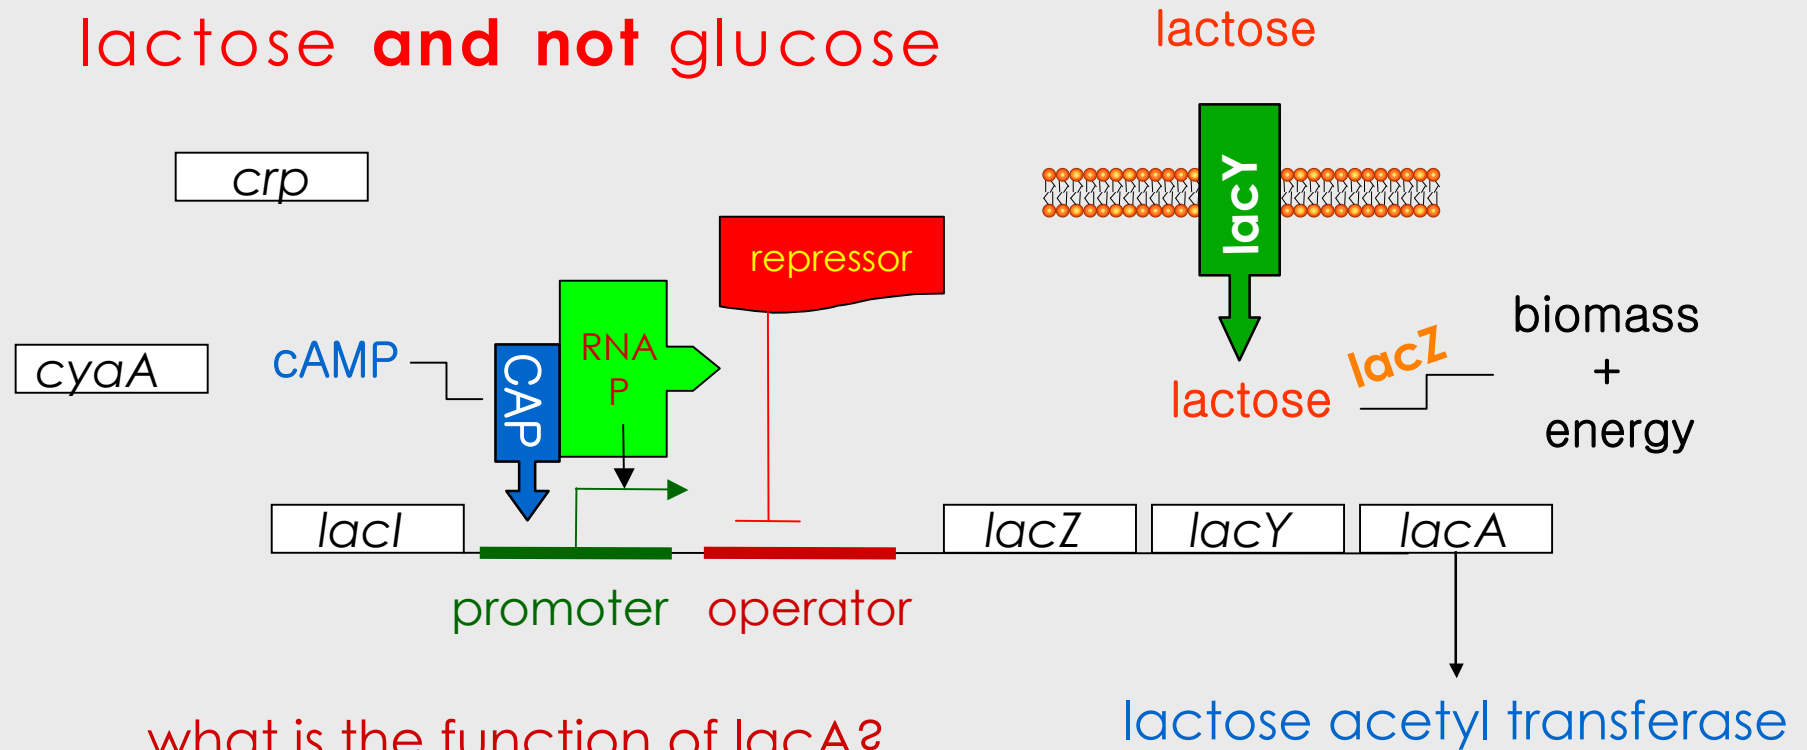 lactose and not glucose
lactose
crp
lacY
repressor
RNA
P
CAP
cAMP
cyaA
lacZ
lactose
biomass
+
energy
lacI
lacZ
lacY
lacA
promoter
operator
what is the function of lacA?
lactose acetyl transferase